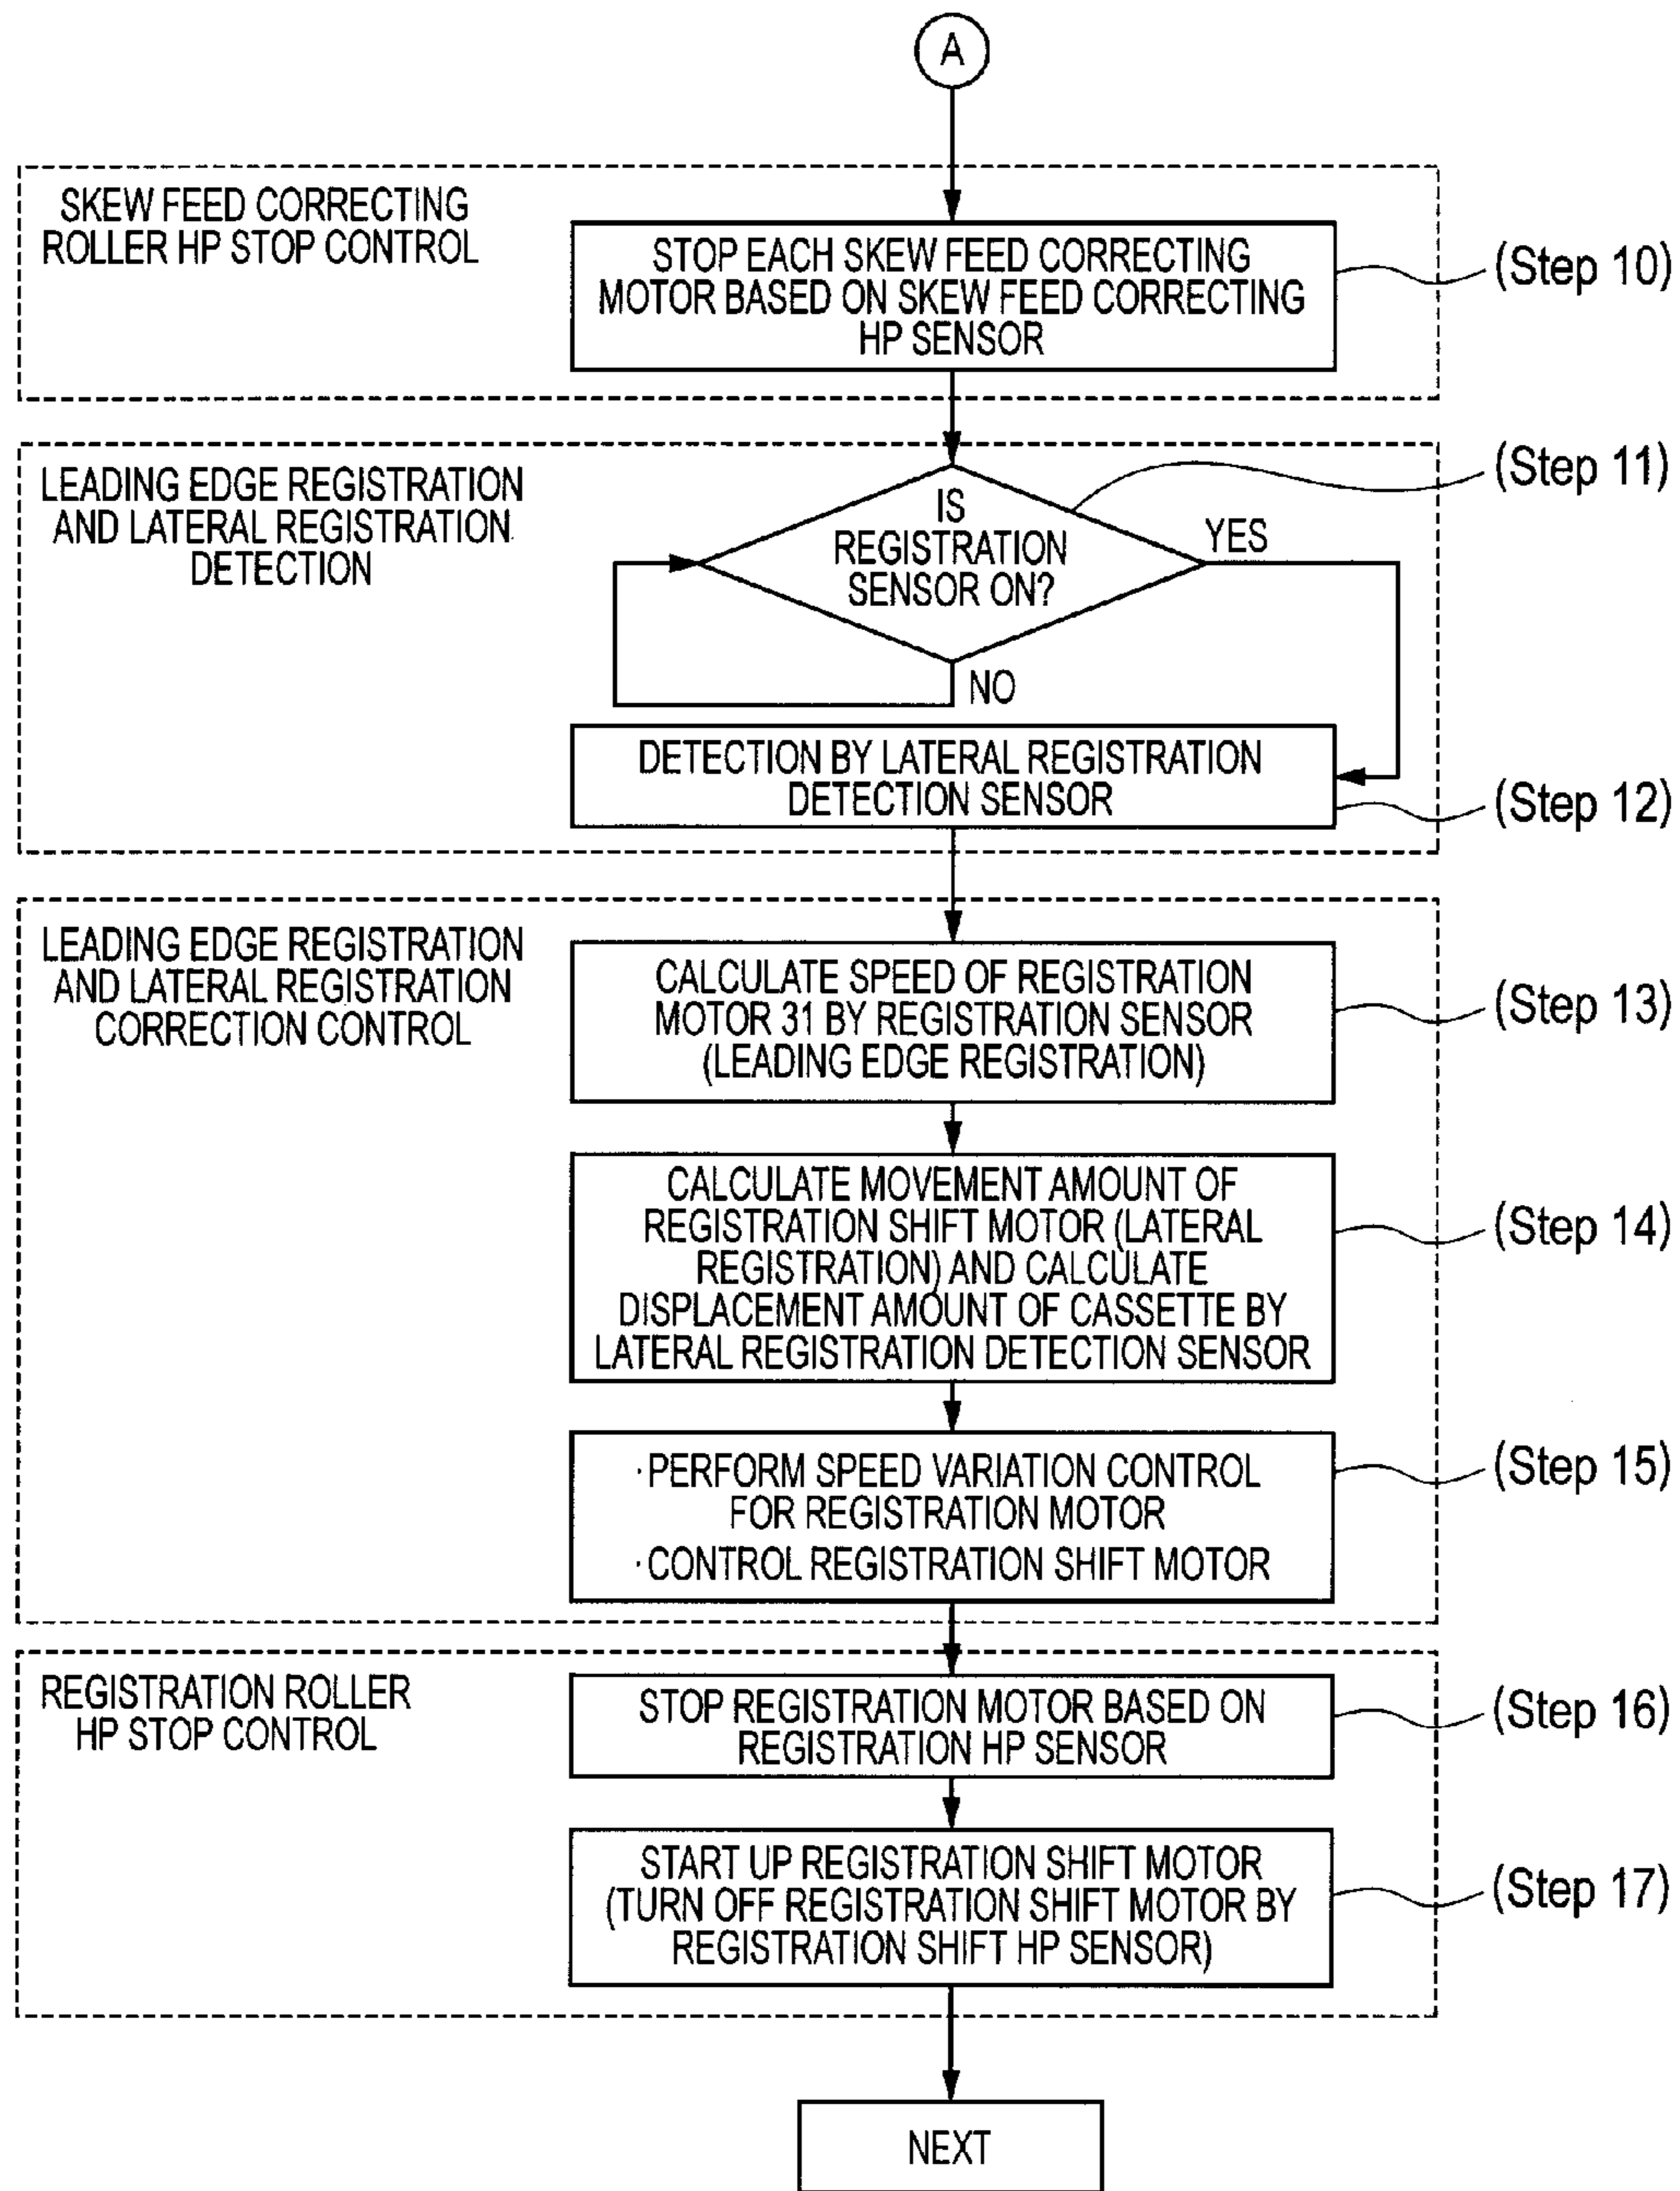 A
SKEW FEED CORRECTING
ROLLER HP STOP CONTROL
STOP EACH SKEW FEED CORRECTING
MOTOR BASED ON SKEW FEED CORRECTING
HP SENSOR
(Step 10)
LEADING EDGE REGISTRATION
AND LATERAL REGISTRATION
DETECTION
IS
REGISTRATION
SENSOR ON?
YES
NO
(Step 11)
DETECTION BY LATERAL REGISTRATION
DETECTION SENSOR
(Step 12)
LEADING EDGE REGISTRATION
AND LATERAL REGISTRATION
CORRECTION CONTROL
CALCULATE SPEED OF REGISTRATION
MOTOR 31 BY REGISTRATION SENSOR
(LEADING EDGE REGISTRATION)
(Step 13)
CALCULATE MOVEMENT AMOUNT OF
REGISTRATION SHIFT MOTOR (LATERAL
REGISTRATION) AND CALCULATE
DISPLACEMENT AMOUNT OF CASSETTE BY
LATERAL REGISTRATION DETECTION SENSOR
(Step 14)
·PERFORM SPEED VARIATION CONTROL
FOR REGISTRATION MOTOR
·CONTROL REGISTRATION SHIFT MOTOR
(Step 15)
REGISTRATION ROLLER
HP STOP CONTROL
STOP REGISTRATION MOTOR BASED ON
REGISTRATION HP SENSOR
(Step 16)
START UP REGISTRATION SHIFT MOTOR
(TURN OFF REGISTRATION SHIFT MOTOR BY
REGISTRATION SHIFT HP SENSOR)
(Step 17)
NEXT